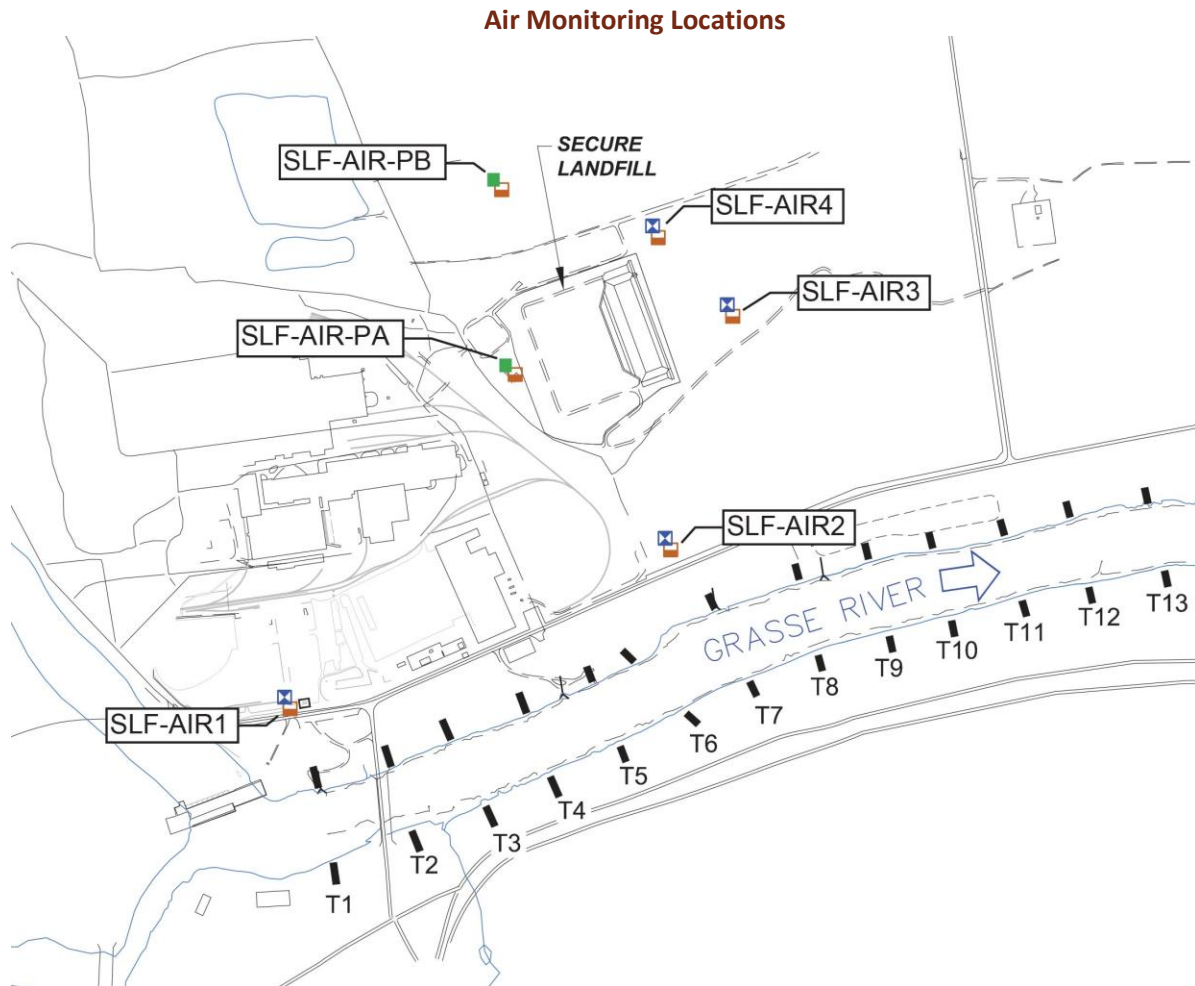 Air Monitoring Locations
SLF-AIR-PB
SECURE
LANDFILL
SLF-AIR4
SLF-AIR3
SLF-AIR-PA
SLF-AIR2
GRASSE RIVER
SLF-AIR1
T1
T2
T3
T4
T5
T6
T7
T8
T9
T10
T11
T12
T13